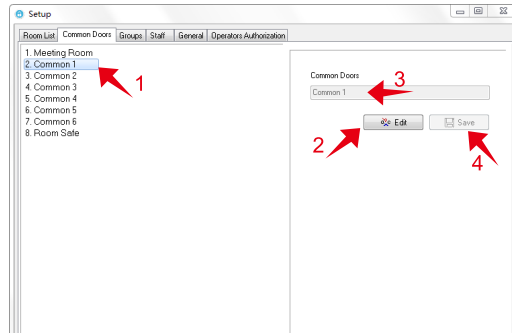 Setup
Room List Common Doors Groups Staff General Operators Authorization
1. Meeting Room
2. Common 1
3. Common 2
4. Common 3
5. Common 4
6. Common 5
7. Common 6
8. Room Safe
1
Common Doors
Common 1
3
Edit
Save
2
4